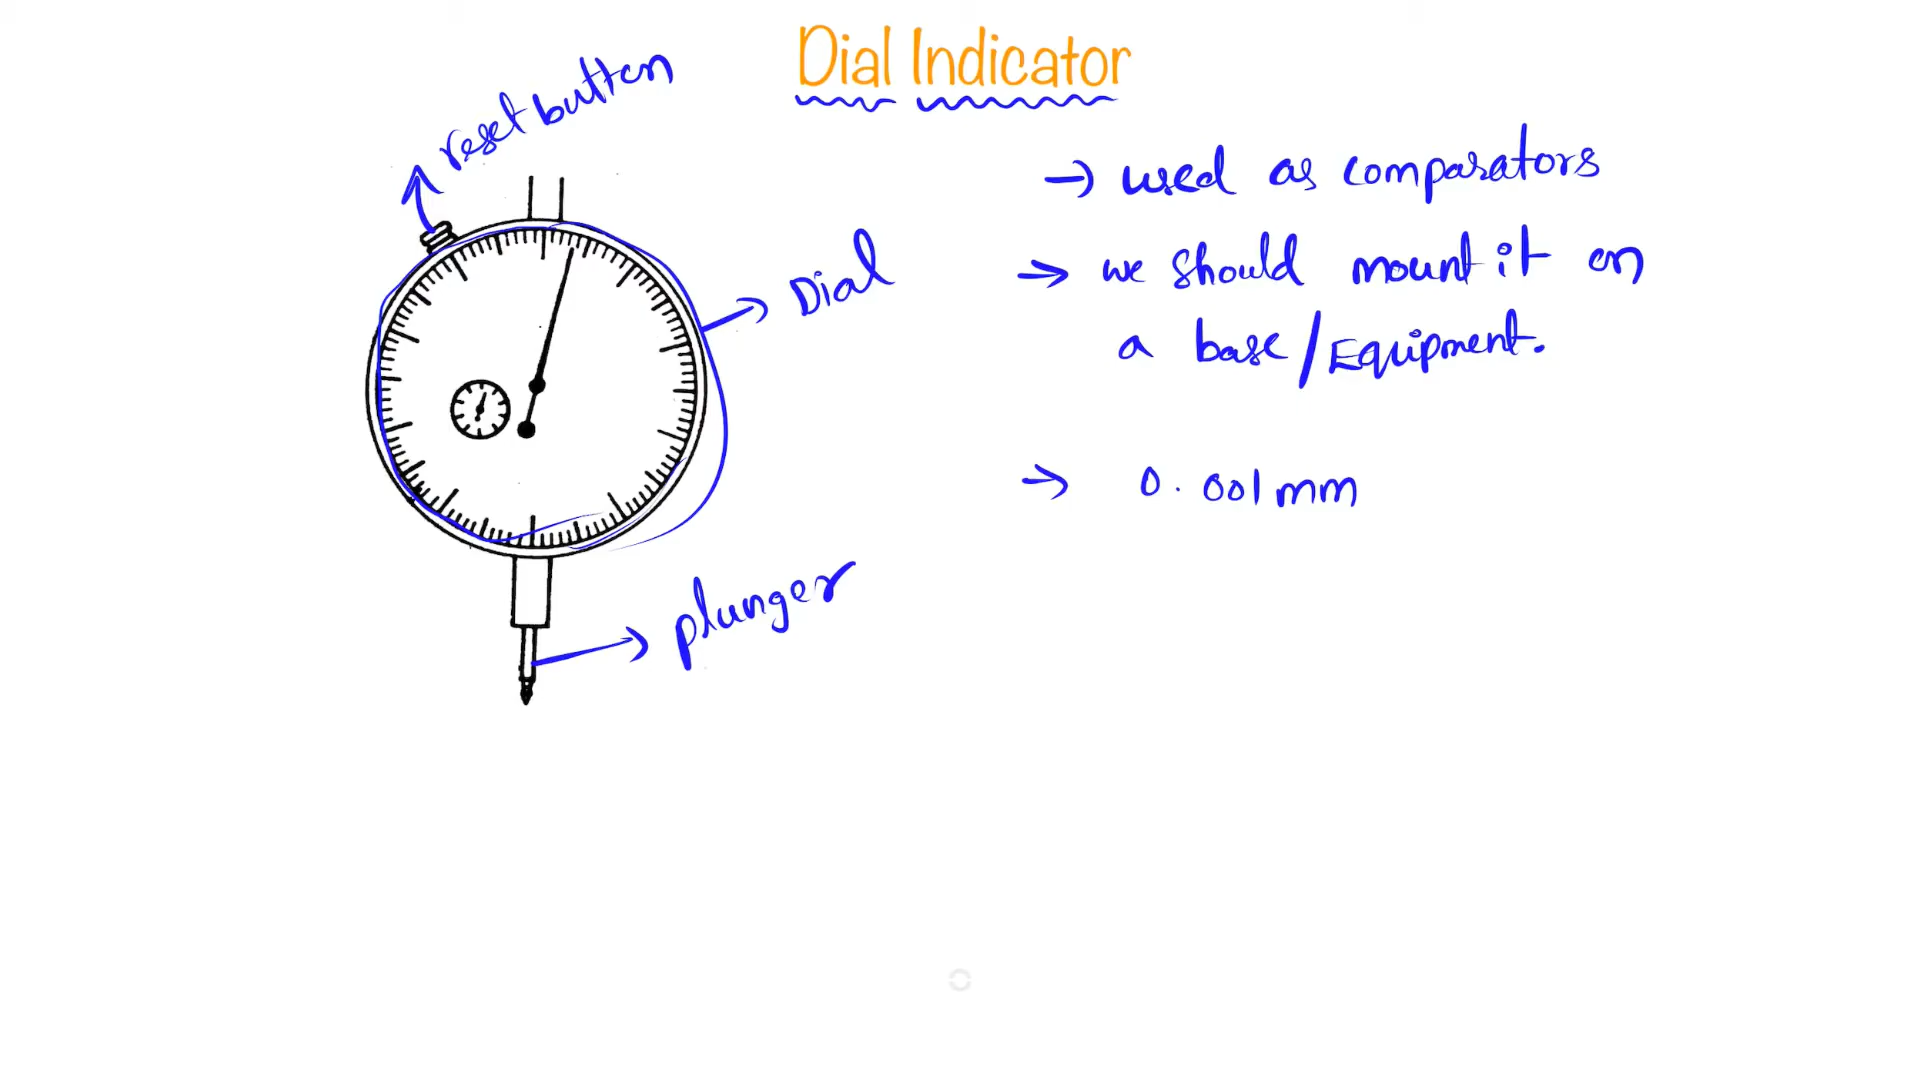 Dial Indicator
reset button
→ used as comparators
Dial
→ we should mount it on
a base/Equipment.
→ 0.001mm
plunger